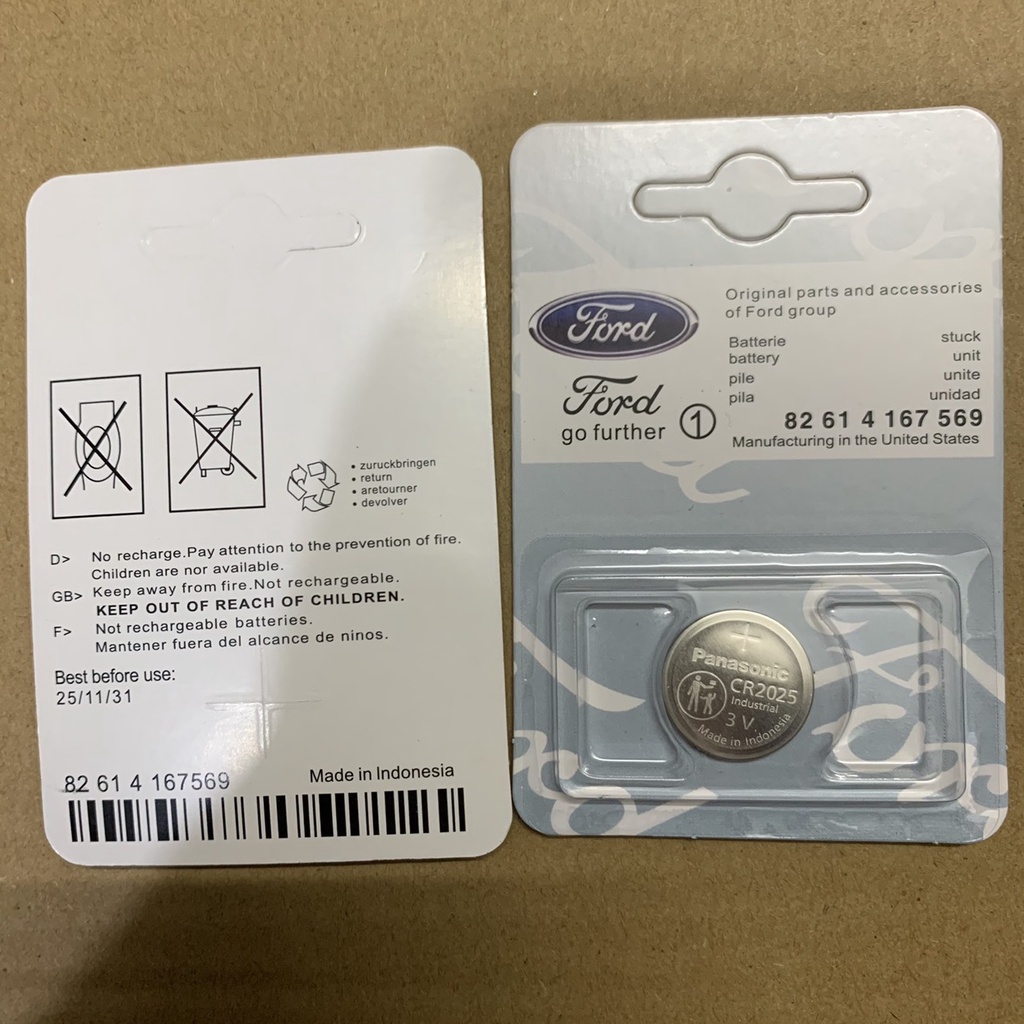 • zuruckbringen
• return
• aretourner
• devolver
D> No recharge.Pay attention to the prevention of fire.
Children are nor available.
GB> Keep away from fire.Not rechargeable.
KEEP OUT OF REACH OF CHILDREN.
F> Not rechargeable batteries.
Mantener fuera del alcance de ninos.
Best before use:
25/11/31
82 61 4 167569 Made in Indonesia
Ford
Original parts and accessories
of Ford group
Batterie stuck
battery unit
pile unite
pila unidad
Ford
go further
1
82 61 4 167 569
Manufacturing in the United States
+
Panasonic
CR2025
Industrial
3 V
Made in Indonesia